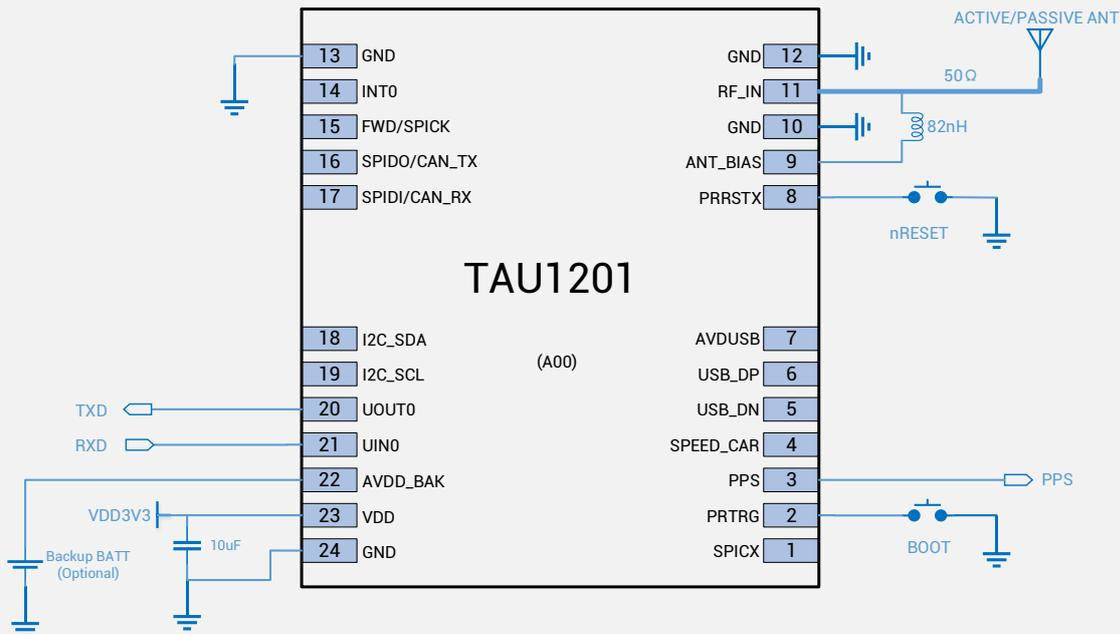 ACTIVE/PASSIVE ANT
13 GND
GND 12
14 INT0
RF_IN 11
50Ω
15 FWD/SPICK
GND 10
82nH
16 SPIDO/CAN_TX
ANT_BIAS 9
17 SPIDI/CAN_RX
PRRSTX 8
nRESET
TAU1201
(A00)
18 I2C_SDA
AVDUSB 7
19 I2C_SCL
USB_DP 6
TXD
20 UOUT0
USB_DN 5
RXD
21 UIN0
SPEED_CAR 4
22 AVDD_BAK
PPS 3
PPS
VDD3V3
23 VDD
PRTRG 2
BOOT
10uF
24 GND
SPICX 1
Backup BATT
(Optional)